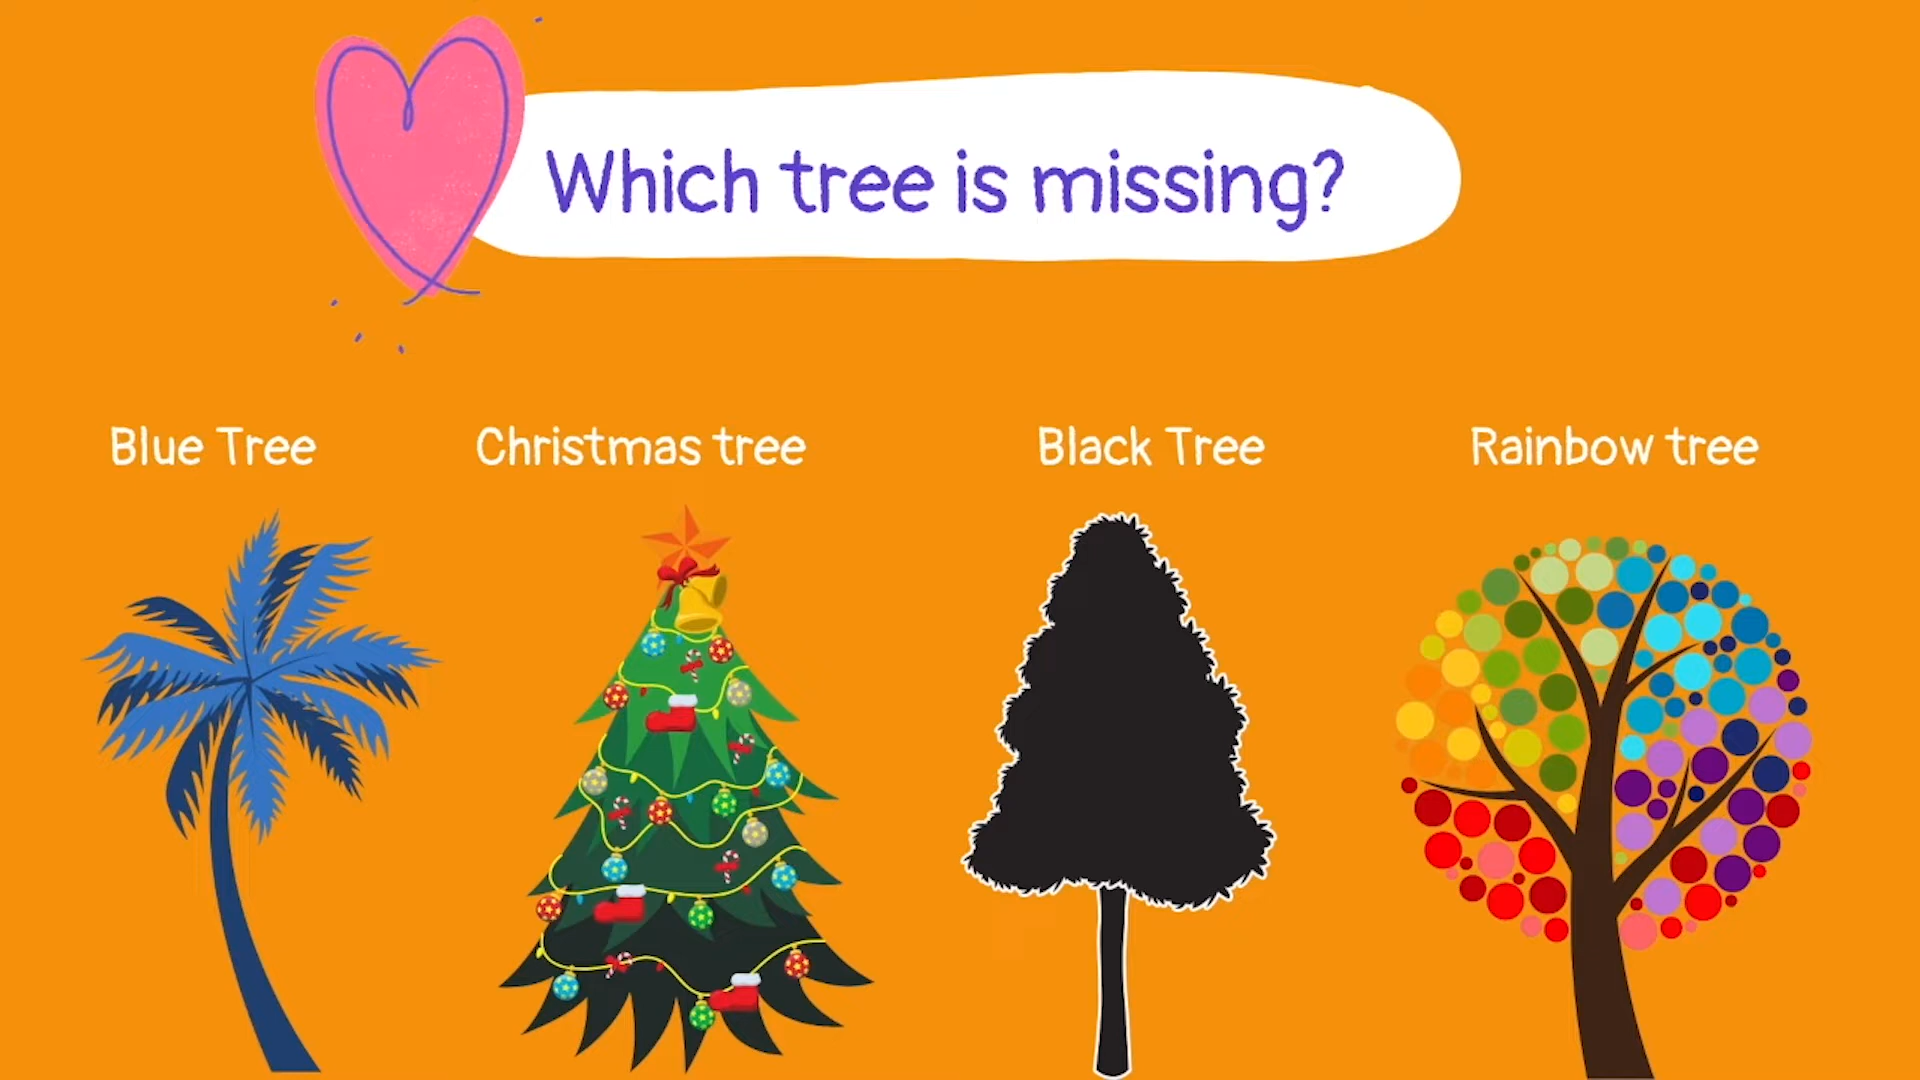 Which tree is missing?
Blue Tree
Christmas tree
Black Tree
Rainbow tree